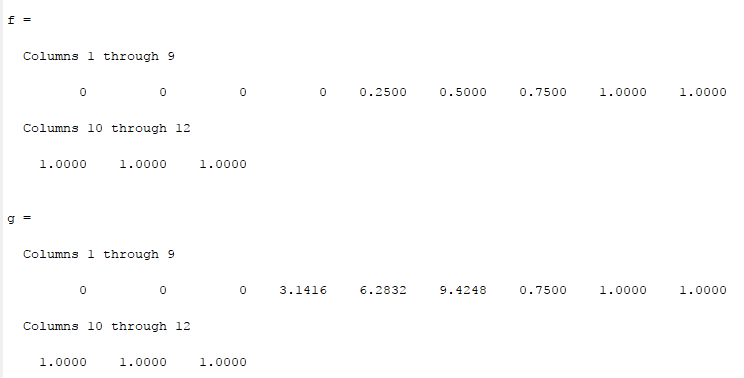 f =
Columns 1 through 9
0 0 0 0 0.2500 0.5000 0.7500 1.0000 1.0000
Columns 10 through 12
1.0000 1.0000 1.0000
g =
Columns 1 through 9
0 0 0 3.1416 6.2832 9.4248 0.7500 1.0000 1.0000
Columns 10 through 12
1.0000 1.0000 1.0000